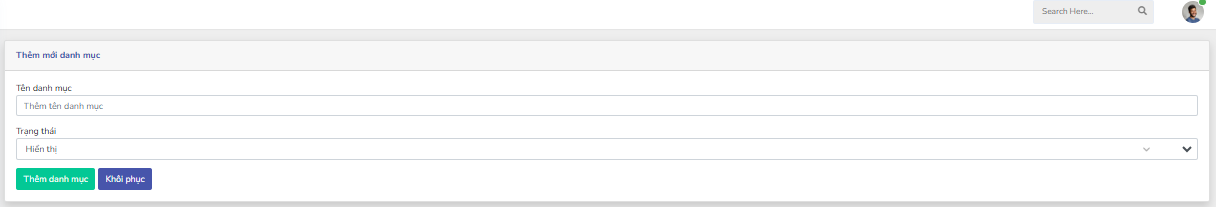 Search Here...
Thêm mới danh mục
Tên danh mục
Thêm tên danh mục
Trạng thái
Hiển thị
Thêm danh mục Khôi phục